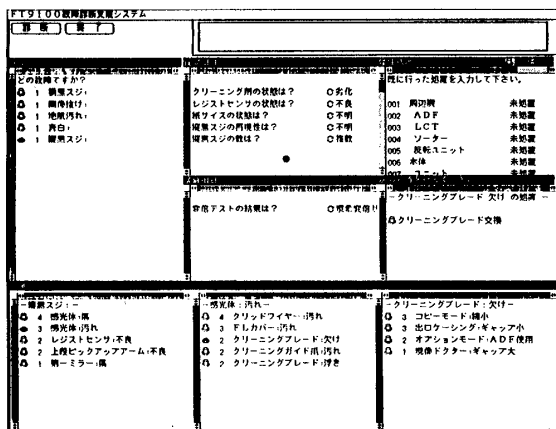 FT9100故障診断支援システム
診断 終了
どの故障ですか?
1 横黒スジ:
1 画像抜け:
1 地肌汚れ:
1 真白:
1 縦黒スジ:
クリーニング剤の状態は? 劣化
レジストセンサの状態は? 不良
紙サイズの状態は? 不明
縦黒スジの再現性は? 不明
縦黒スジの数は? 複数
既に行った処置を入力して下さい。
001 周辺機 未処置
002 ADF 未処置
003 LCT 未処置
004 ソーター 未処置
005 反転ユニット 未処置
006 本体 未処置
007 ユニット 未処置
音信テストの結果は?
-クリーニングブレード 欠け の処置 -
クリーニングブレード交換
-縦黒スジ: -
4 感光体:傷
3 感光体:汚れ
2 レジストセンサ:不良
2 上段ピックアップアーム:不良
1 第一ミラー:傷
-感光体:汚れ-
4 グリッドワイヤー:汚れ
3 FLカバー:汚れ
2 クリーニングブレード:欠け
2 クリーニングガイド爪:汚れ
2 クリーニングブレード:浮き
-クリーニングブレード:欠け-
3 コピーモード:縮小
3 出口ケーシング:ギャップ小
2 オプションモード:ADF使用
1 現像ドクター:ギャップ大